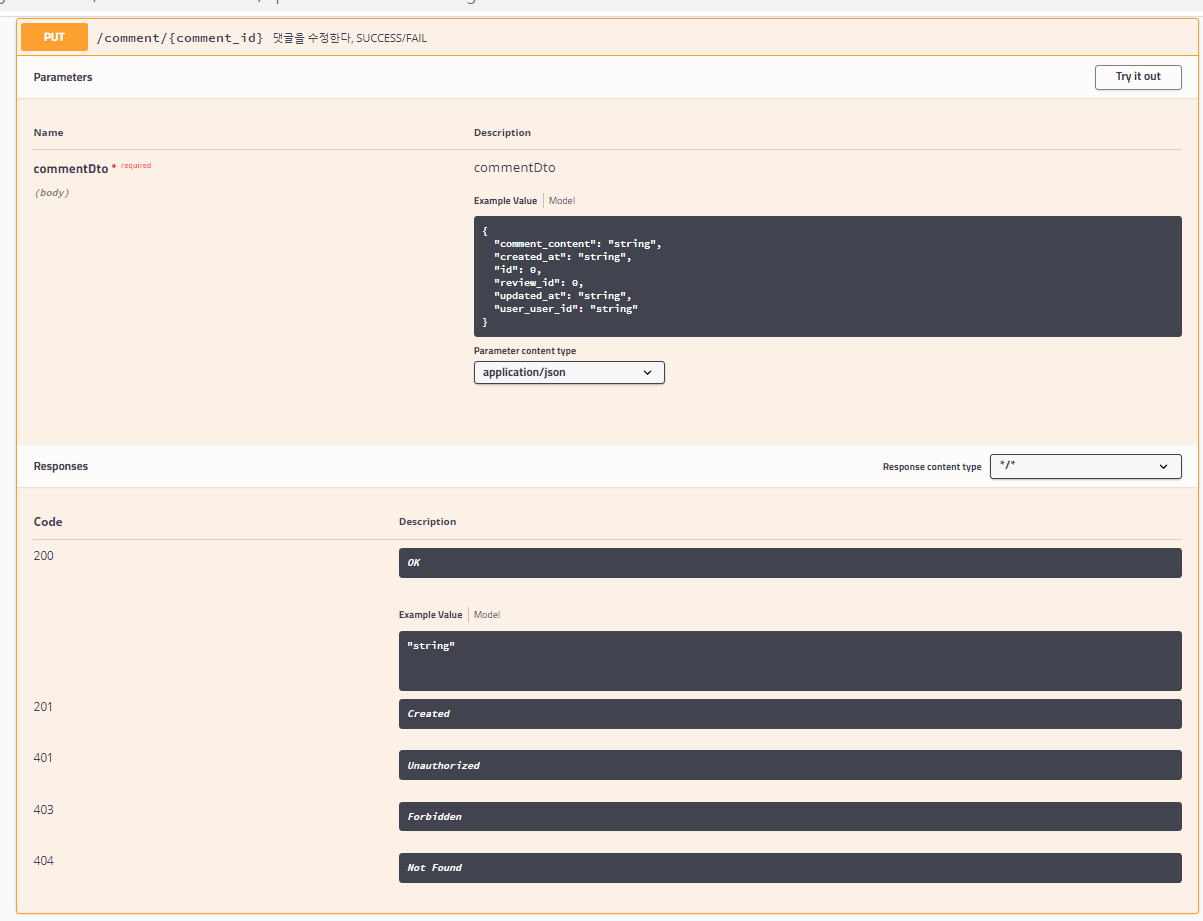 PUT /comment/{comment_id} 댓글을 수정한다, SUCCESS/FAIL
Parameters Try it out
Name Description
commentDto * required commentDto
(body)
Example Value Model
{
"comment_content": "string",
"created_at": "string",
"id": 0,
"review_id": 0,
"updated_at": "string",
"user_user_id": "string"
}
Parameter content type
application/json
Responses Response content type */*
Code Description
200 OK
Example Value Model
"string"
201 Created
401 Unauthorized
403 Forbidden
404 Not Found